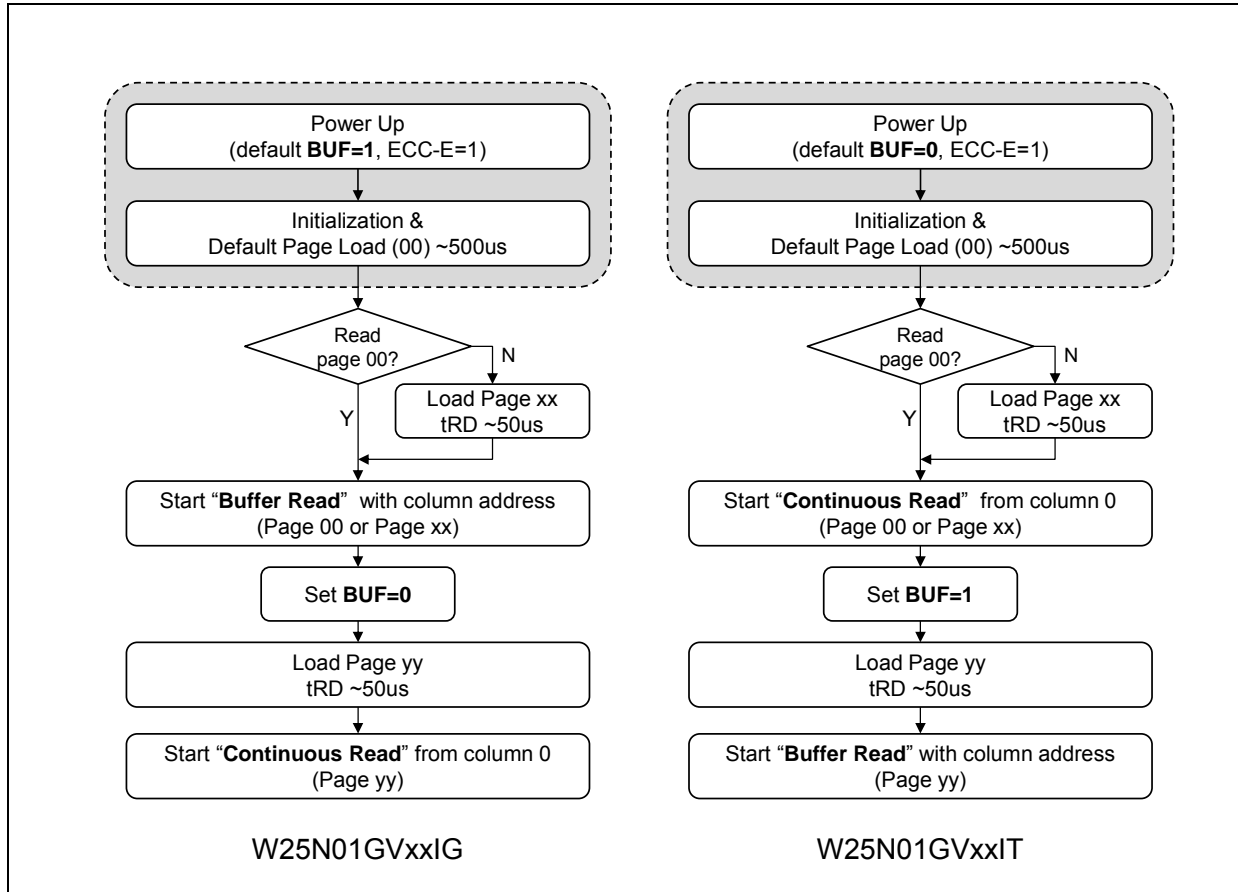 Power Up
(default BUF=1, ECC-E=1)
Initialization &
Default Page Load (00) ~500us
Read
page 00?
N
Load Page xx
tRD ~50us
Y
Start “Buffer Read” with column address
(Page 00 or Page xx)
Set BUF=0
Load Page yy
tRD ~50us
Start “Continuous Read” from column 0
(Page yy)
W25N01GVxxIG
Power Up
(default BUF=0, ECC-E=1)
Initialization &
Default Page Load (00) ~500us
Read
page 00?
N
Load Page xx
tRD ~50us
Y
Start “Continuous Read” from column 0
(Page 00 or Page xx)
Set BUF=1
Load Page yy
tRD ~50us
Start “Buffer Read” with column address
(Page yy)
W25N01GVxxIT